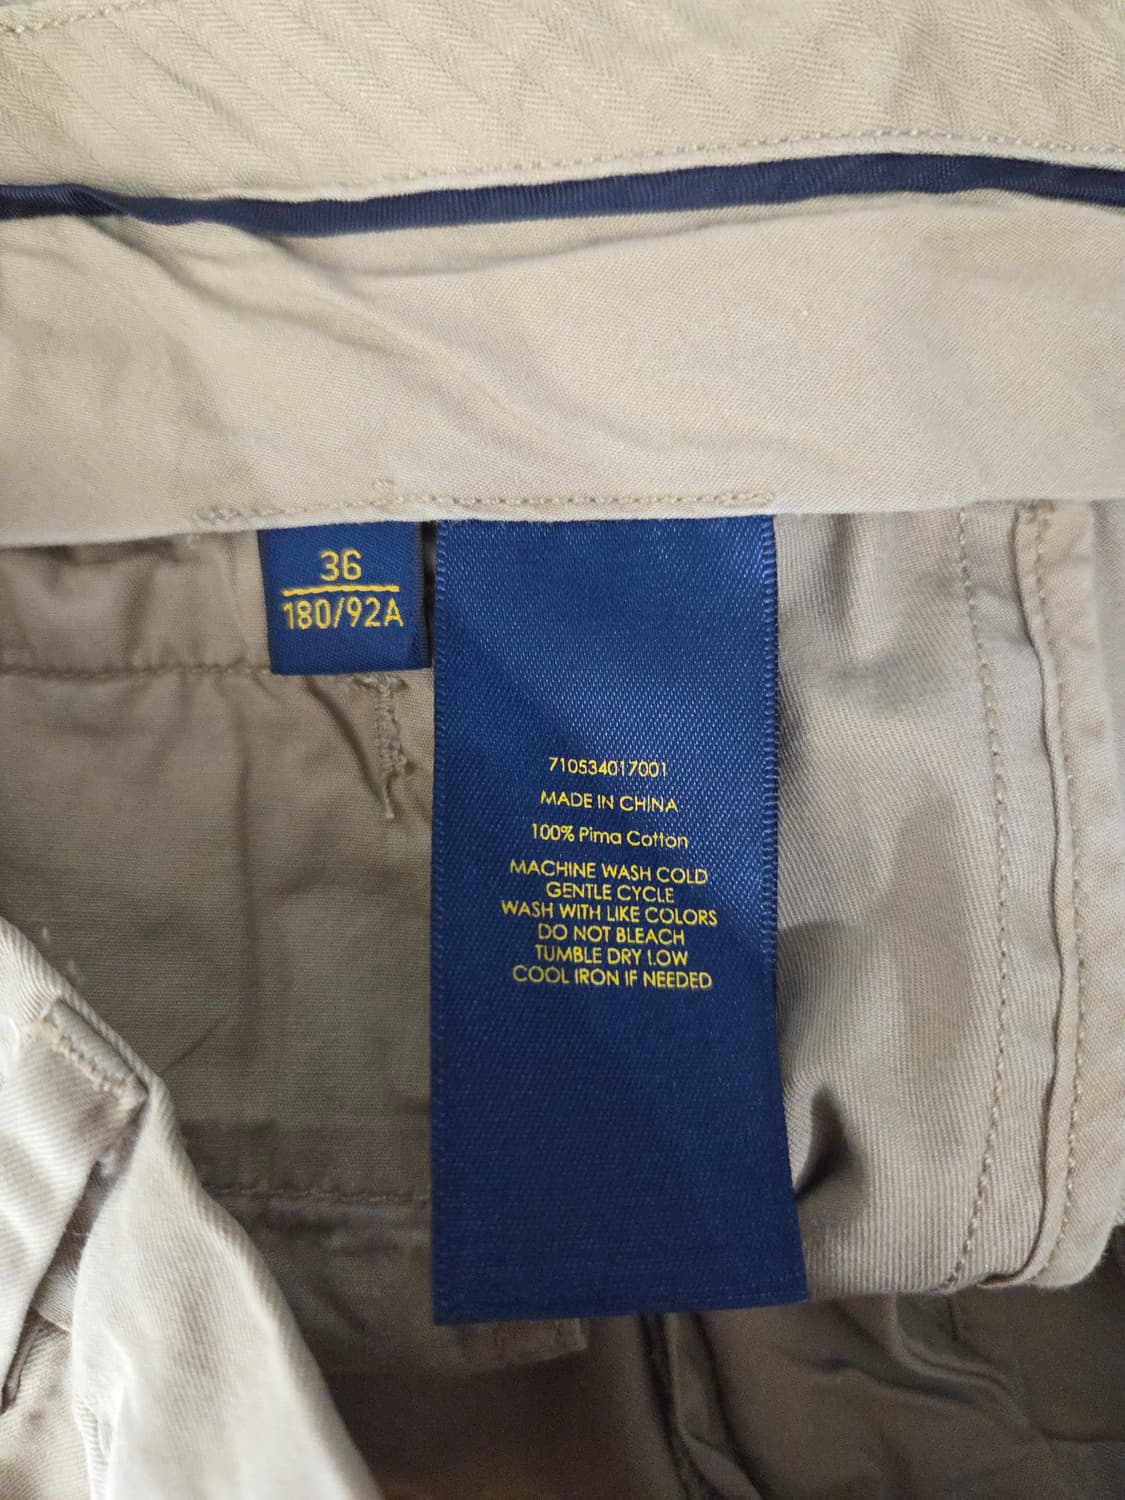 36
180/92A
710534017001
MADE IN CHINA
100% Pima Cotton
MACHINE WASH COLD
GENTLE CYCLE
WASH WITH LIKE COLORS
DO NOT BLEACH
TUMBLE DRY LOW
COOL IRON IF NEEDED